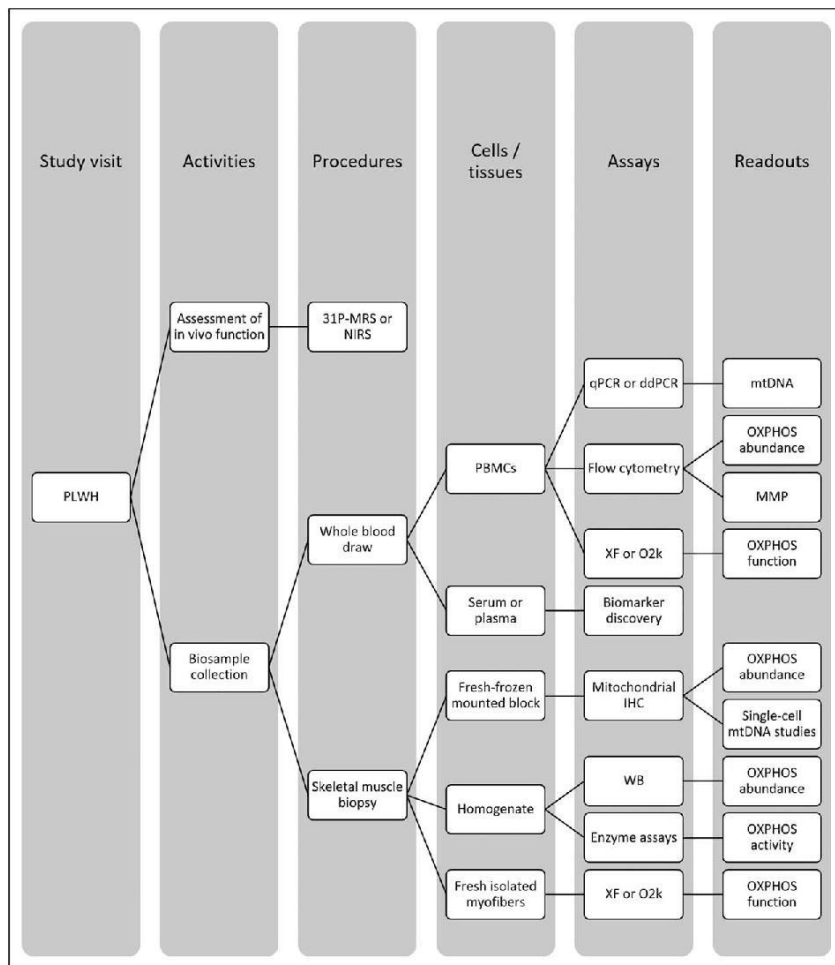 Study visit
Activities
Procedures
Cells /
tissues
Assays
Readouts
Assessment of
in vivo function
31P-MRS or
NIRS
qPCR or ddPCR
mtDNA
OXPHOS
abundance
PLWH
PBMCs
Flow cytometry
MMP
Whole blood
draw
XF or O2k
OXPHOS
function
Serum or
plasma
Biomarker
discovery
Biosample
collection
Fresh-frozen
mounted block
Mitochondrial
IHC
OXPHOS
abundance
Single-cell
mtDNA studies
Skeletal muscle
biopsy
Homogenate
WB
OXPHOS
abundance
Enzyme assays
OXPHOS
activity
Fresh isolated
myofibers
XF or O2k
OXPHOS
function